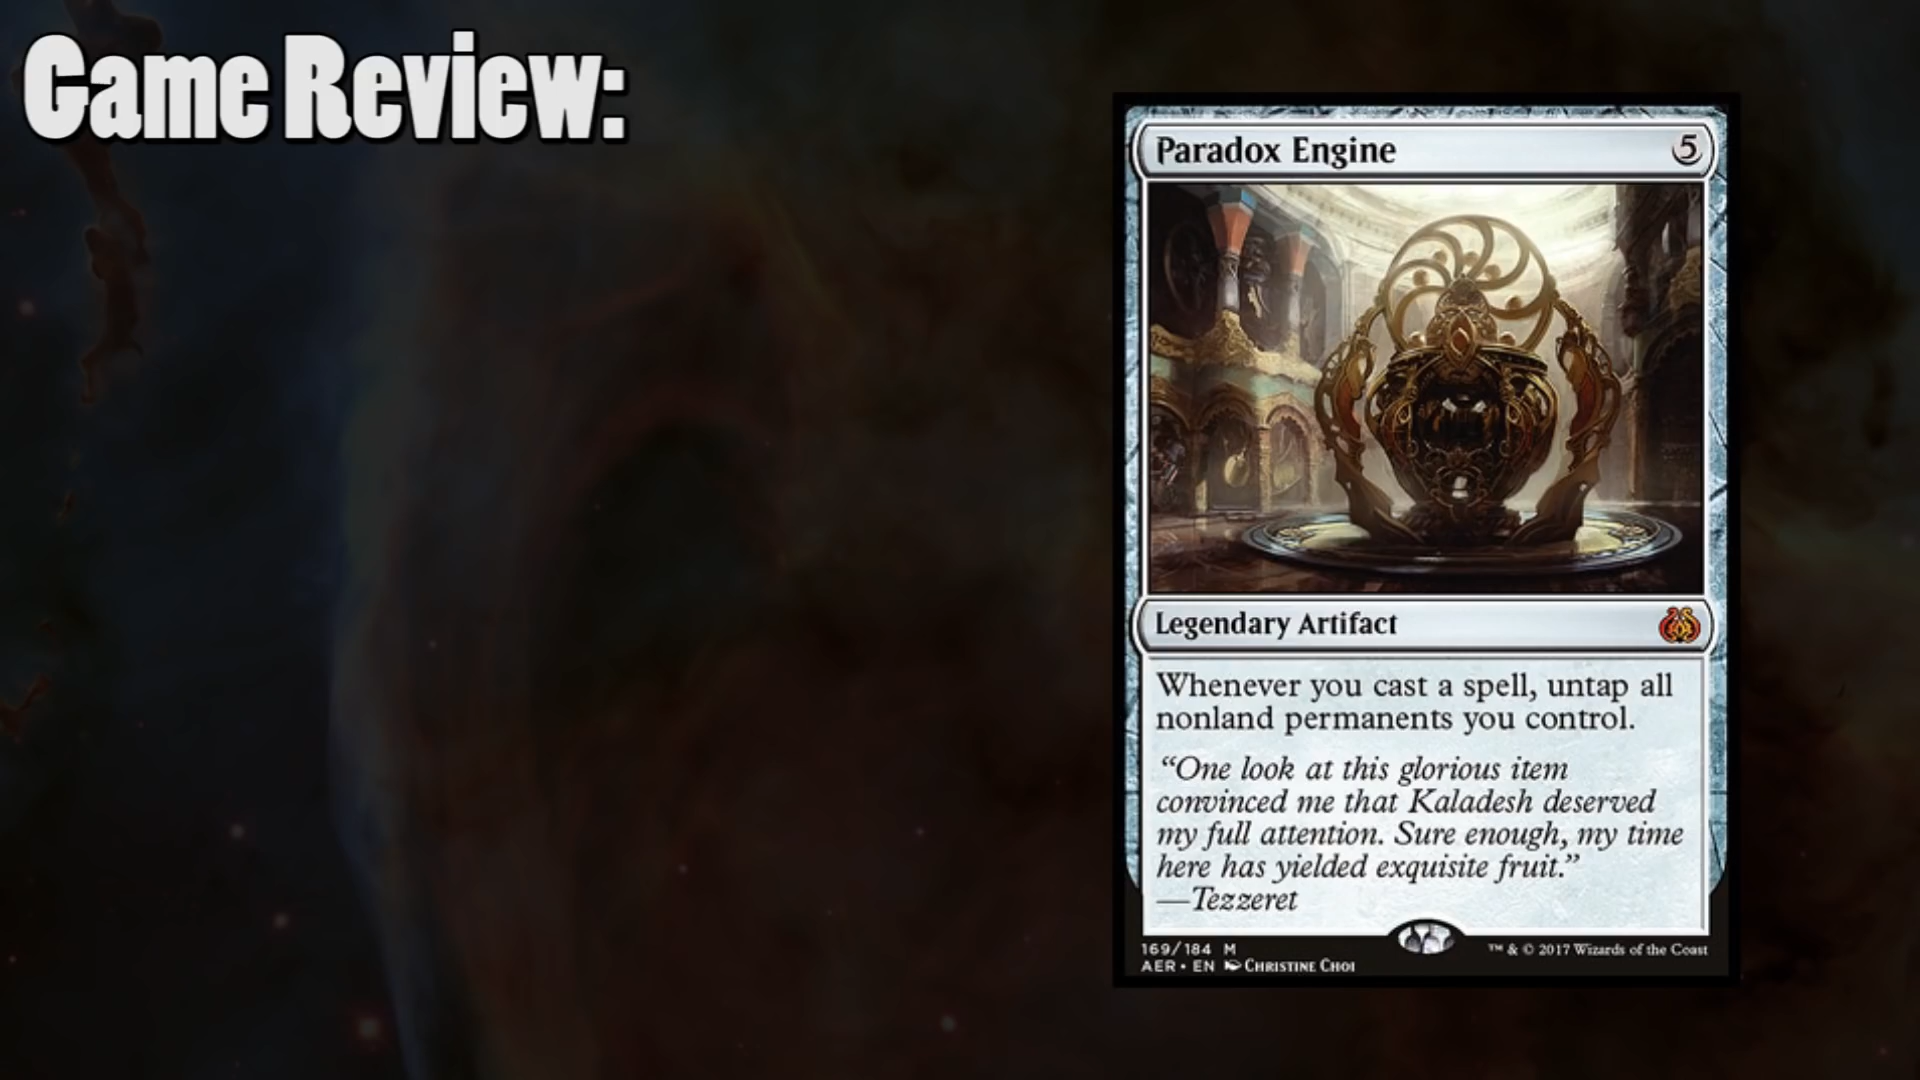 Game Review:
Paradox Engine 5
Legendary Artifact
Whenever you cast a spell, untap all
nonland permanents you control.
“One look at this glorious item
convinced me that Kaladesh deserved
my full attention. Sure enough, my time
here has yielded exquisite fruit.”
—Tezzeret
169/184 M
AER • EN Christine Choi
™ & © 2017 Wizards of the Coast